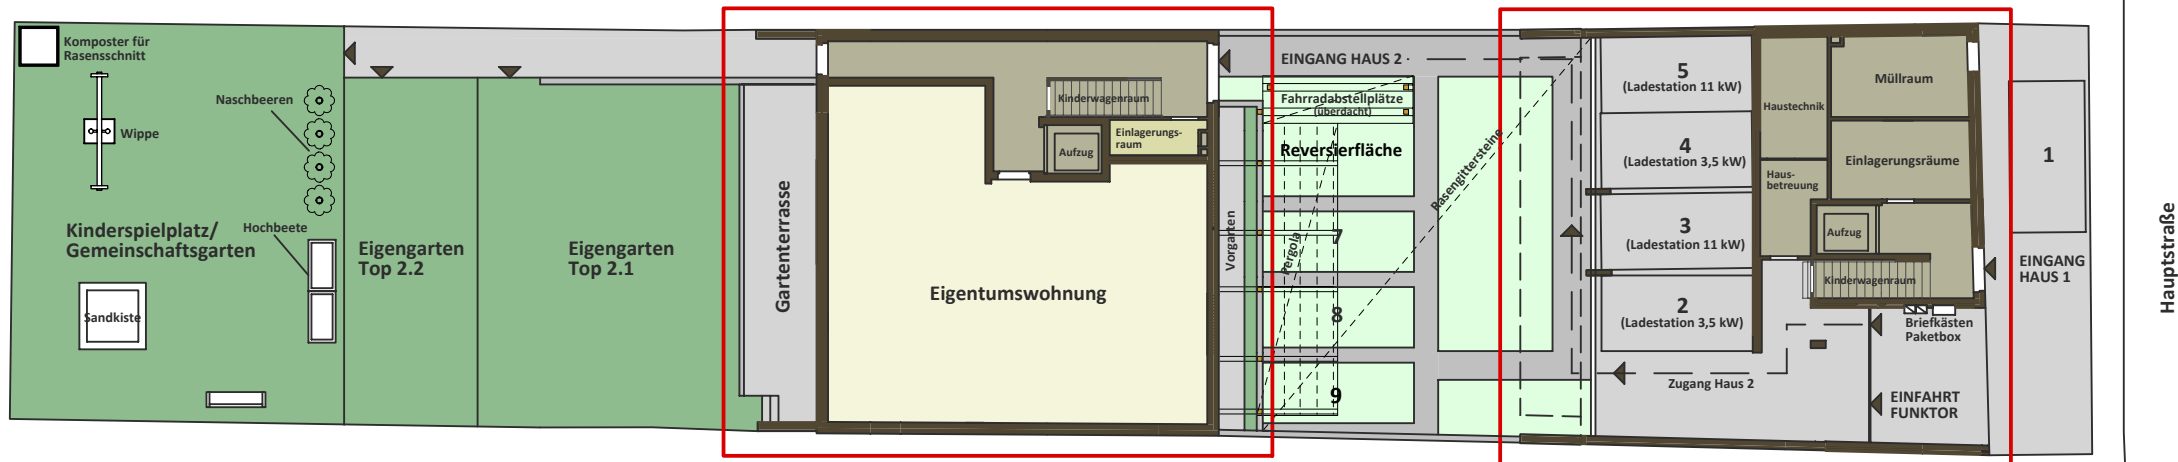 Komposter für
Rasensschnitt
Naschbeeren
Wippe
Kinderspielplatz/
Gemeinschaftsgarten
Hochbeete
Sandkiste
Eigengarten
Top 2.2
Eigengarten
Top 2.1
Gartenterrasse
Kinderwagenraum
Aufzug
Einlagerungs-
raum
Eigentumswohnung
Vorgarten
EINGANG HAUS 2
Fahrradabstellplätze
(überdacht)
Reversierfläche
Pergola
Rasengittersteine
7
8
9
5
(Ladestation 11 kW)
4
(Ladestation 3,5 kW)
3
(Ladestation 11 kW)
2
(Ladestation 3,5 kW)
Haustechnik
Haus-
betreuung
Müllraum
Einlagerungsräume
Aufzug
Kinderwagenraum
Briefkästen
Paketbox
Zugang Haus 2
EINFAHRT
FUNKTOR
1
EINGANG
HAUS 1
Hauptstraße